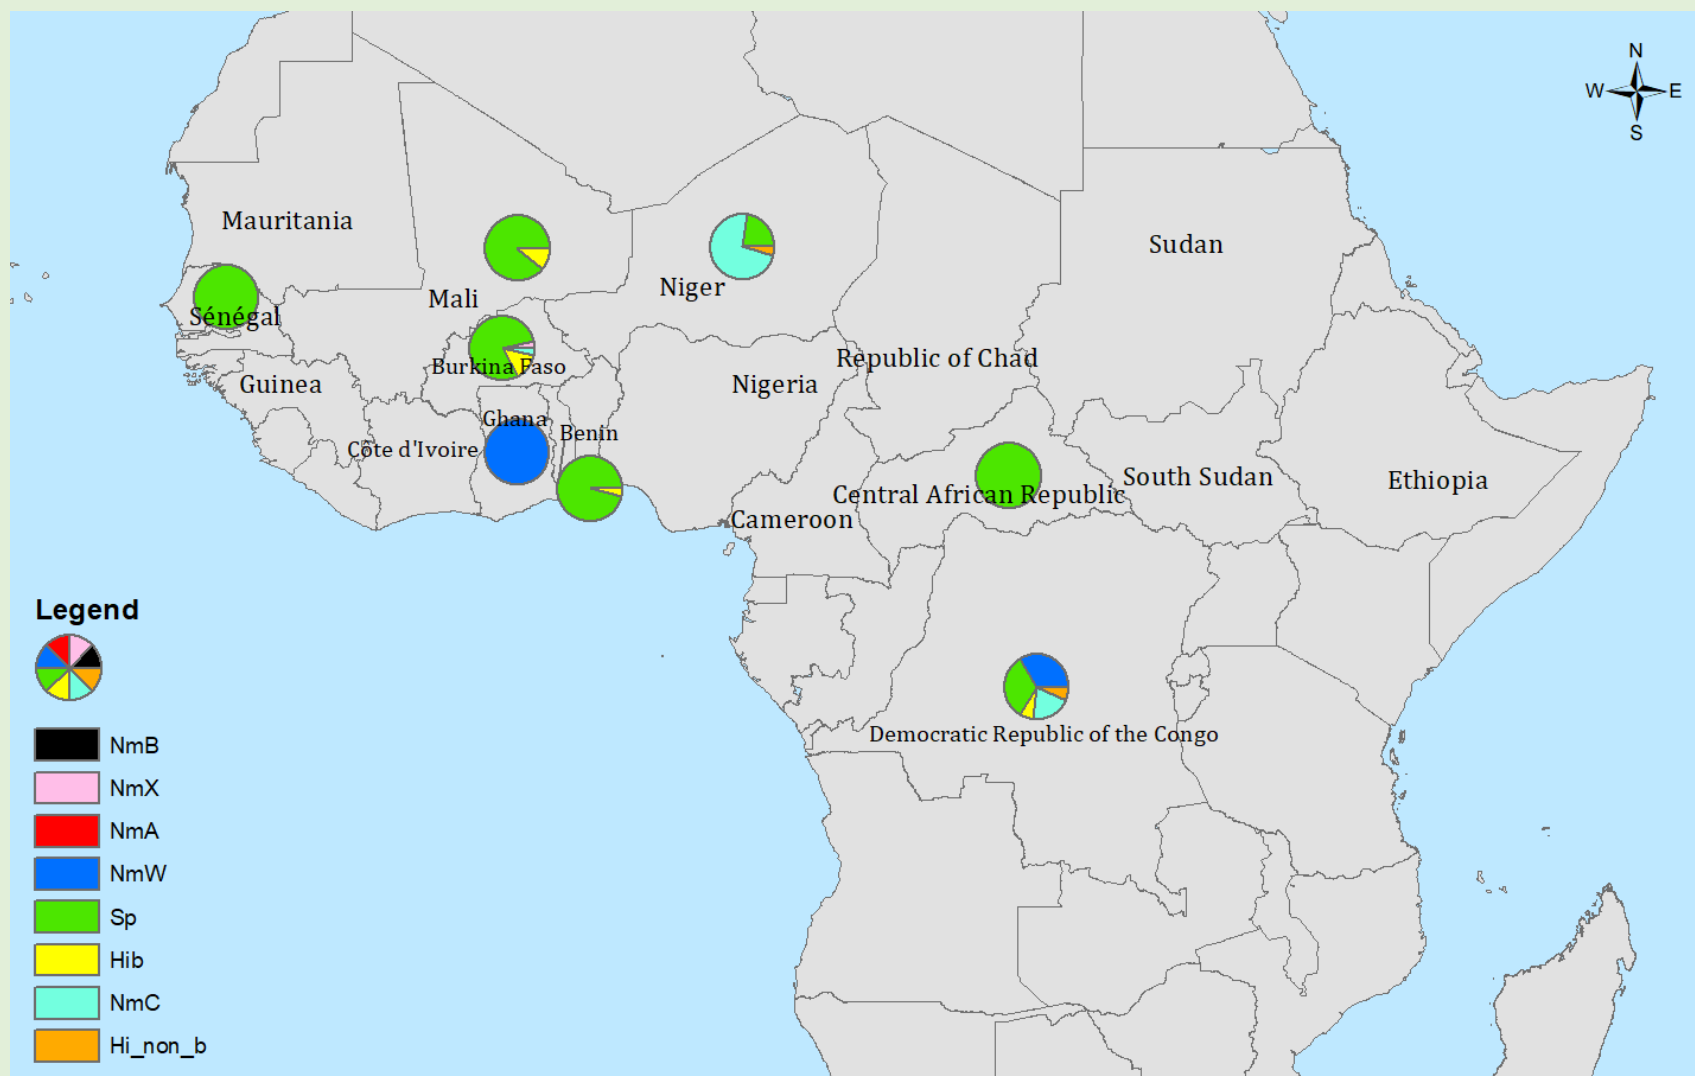 N
W E
S
Mauritania
Sudan
Niger
Mali
Sénégal
Republic of Chad
Burkina Faso
Guinea
Nigeria
Ghana
Benin
Côte d'Ivoire
South Sudan
Ethiopia
Central African Republic
Cameroon
Democratic Republic of the Congo
Legend
NmB
NmX
NmA
NmW
Sp
Hib
NmC
Hi_non_b